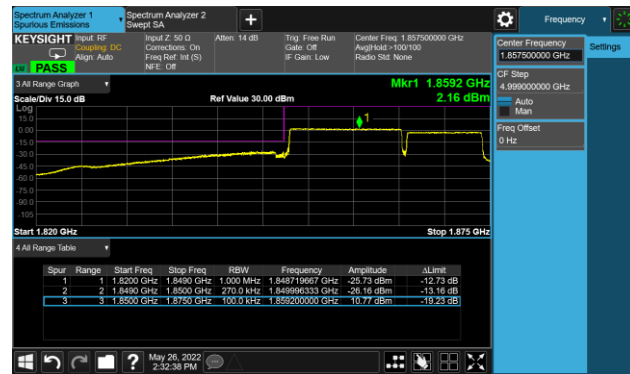 Spectrum Analyzer 1
Spurious Emissions
Spectrum Analyzer 2
Swept SA
+
Frequency
KEYSIGHT
Input: RF
Coupling: DC
Align: Auto
Input Z: 50 Ω
Corrections: On
Freq Ref: Int (S)
NFE: Off
Atten: 14 dB
Trig: Free Run
Gate: Off
IF Gain: Low
Center Freq: 1.857500000 GHz
Avg|Hold:>100/100
Radio Std: None
LM PASS
Center Frequency
1.857500000 GHz
Settings
CF Step
4.999000000 GHz
Auto
Man
Freq Offset
0 Hz
3 All Range Graph
Mkr1 1.8592 GHz
Scale/Div 15.0 dB
Ref Value 30.00 dBm
2.16 dBm
Log
15.0
0.00
-15.0
-30.0
-45.0
-60.0
-75.0
-90.0
-105
1
Start 1.820 GHz
Stop 1.875 GHz
4 All Range Table
Spur Range Start Freq Stop Freq RBW Frequency Amplitude ΔLimit
1 1 1.8200 GHz 1.8490 GHz 1.000 MHz 1.848719667 GHz -25.73 dBm -12.73 dB
2 2 1.8490 GHz 1.8500 GHz 270.0 kHz 1.849996333 GHz -26.16 dBm -13.16 dB
3 3 1.8500 GHz 1.8750 GHz 100.0 kHz 1.859200000 GHz 10.77 dBm -19.23 dB
?
May 26, 2022
2:32:38 PM